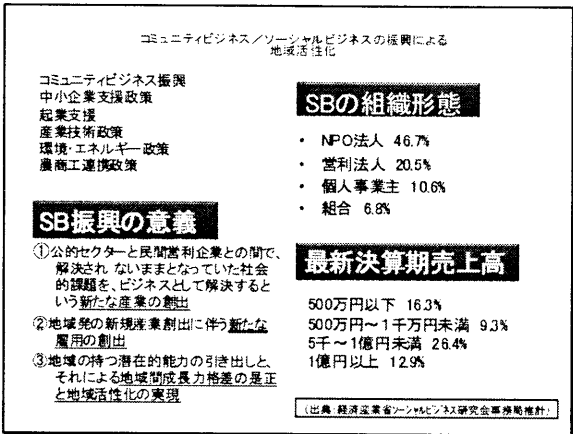 コミュニティビジネス／ソーシャルビジネスの振興による
地域活性化
コミュニティビジネス振興
中小企業支援政策
起業支援
産業技術政策
環境・エネルギー政策
農商工連携政策
SB振興の意義
①公的セクターと民間営利企業との間で、
解決され ないままとなっていた社会
的課題を、ビジネスとして解決すると
いう新たな産業の創出
②地域発の新規産業創出に伴う新たな
雇用の創出
③地域の持つ潜在的能力の引き出しと、
それによる地域間成長力格差の是正
と地域活性化の実現
SBの組織形態
・ NPO法人 46.7%
・ 営利法人 20.5%
・ 個人事業主 10.6%
・ 組合 6.8%
最新決算期売上高
500万円以下 16.3%
500万円～1千万円未満 9.3%
5千～1億円未満 26.4%
1億円以上 12.9%
（出典：経済産業省ソーシャルビジネス研究会事務局推計）